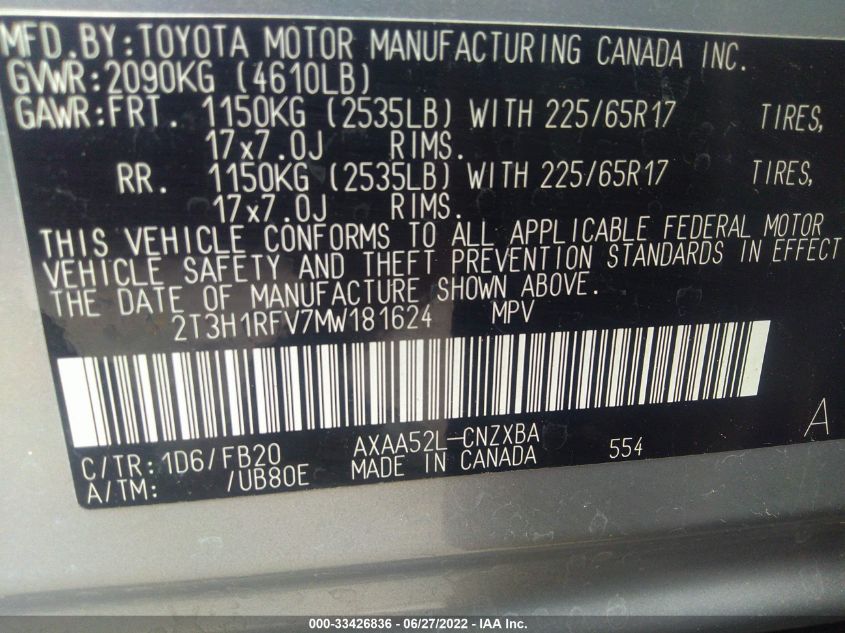 MFD.BY:TOYOTA MOTOR MANUFACTURING CANADA INC.
GVWR:2090KG (4610LB)
GAWR:FRT. 1150KG (2535LB) WITH 225/65R17 TIRES,
17x7.0J RIMS.
RR. 1150KG (2535LB) WITH 225/65R17 TIRES,
17x7.0J RIMS.
THIS VEHICLE CONFORMS TO ALL APPLICABLE FEDERAL MOTOR
VEHICLE SAFETY AND THEFT PREVENTION STANDARDS IN EFFECT
THE DATE OF MANUFACTURE SHOWN ABOVE.
2T3H1RFV7MW181624 MPV
C/TR:1D6/FB20 AXAA52L-CNZXBA 554 A
A/TM: /UB80E MADE IN CANADA
000-33426836 - 06/27/2022 - IAA Inc.